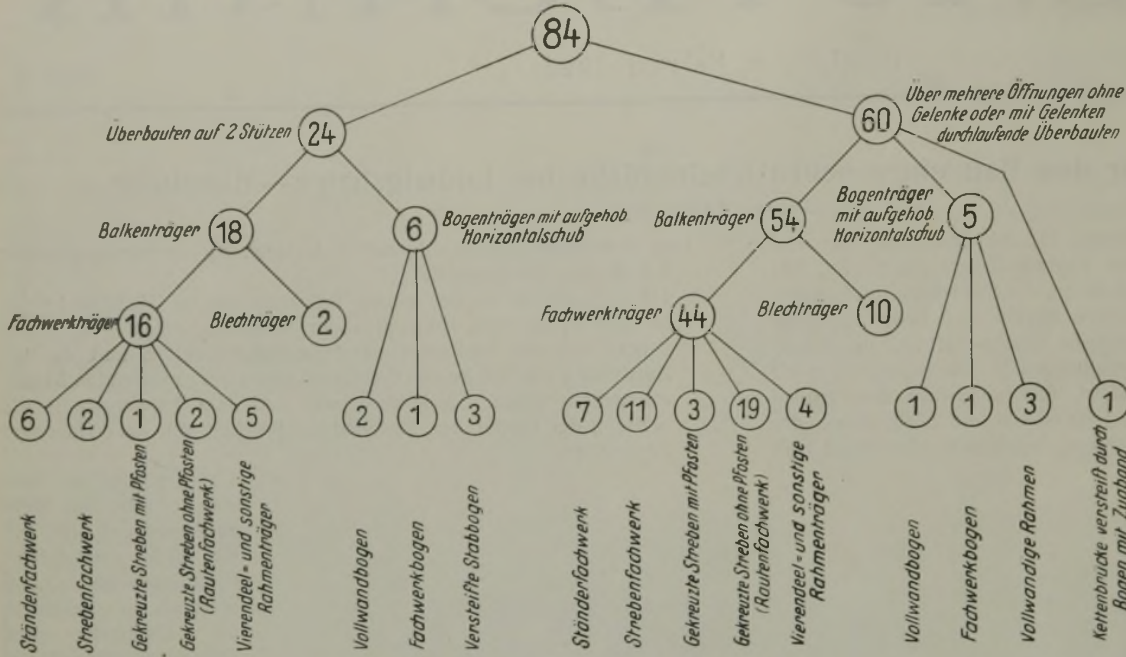 84
Überbauten auf 2 Stützen
24
60
Über mehrere Öffnungen ohne
Gelenke oder mit Gelenken
durchlaufende Überbauten
Balkenträger
18
6
Bogenträger mit aufgehob.
Horizontalschub
Balkenträger
54
Bogenträger
mit aufgehob.
Horizontalschub
5
Fachwerkträger
16
Blechträger
2
Fachwerkträger
44
Blechträger
10
6
2
1
2
5
2
1
3
7
11
3
19
4
1
1
3
1
Ständerfachwerk
Strebenfachwerk
Gekreuzte Streben mit Pfosten
Gekreuzte Streben ohne Pfosten
(Rautenfachwerk)
Vierendeel- und sonstige
Rahmenträger
Vollwandbogen
Fachwerkbogen
Versteifte Stabbogen
Ständerfachwerk
Strebenfachwerk
Gekreuzte Streben mit Pfosten
Gekreuzte Streben ohne Pfosten
(Rautenfachwerk)
Vierendeel- und sonstige
Rahmenträger
Vollwandbogen
Fachwerkbogen
Vollwandige Rahmen
Kettenbrücke versteift durch
Bogen mit Zugband